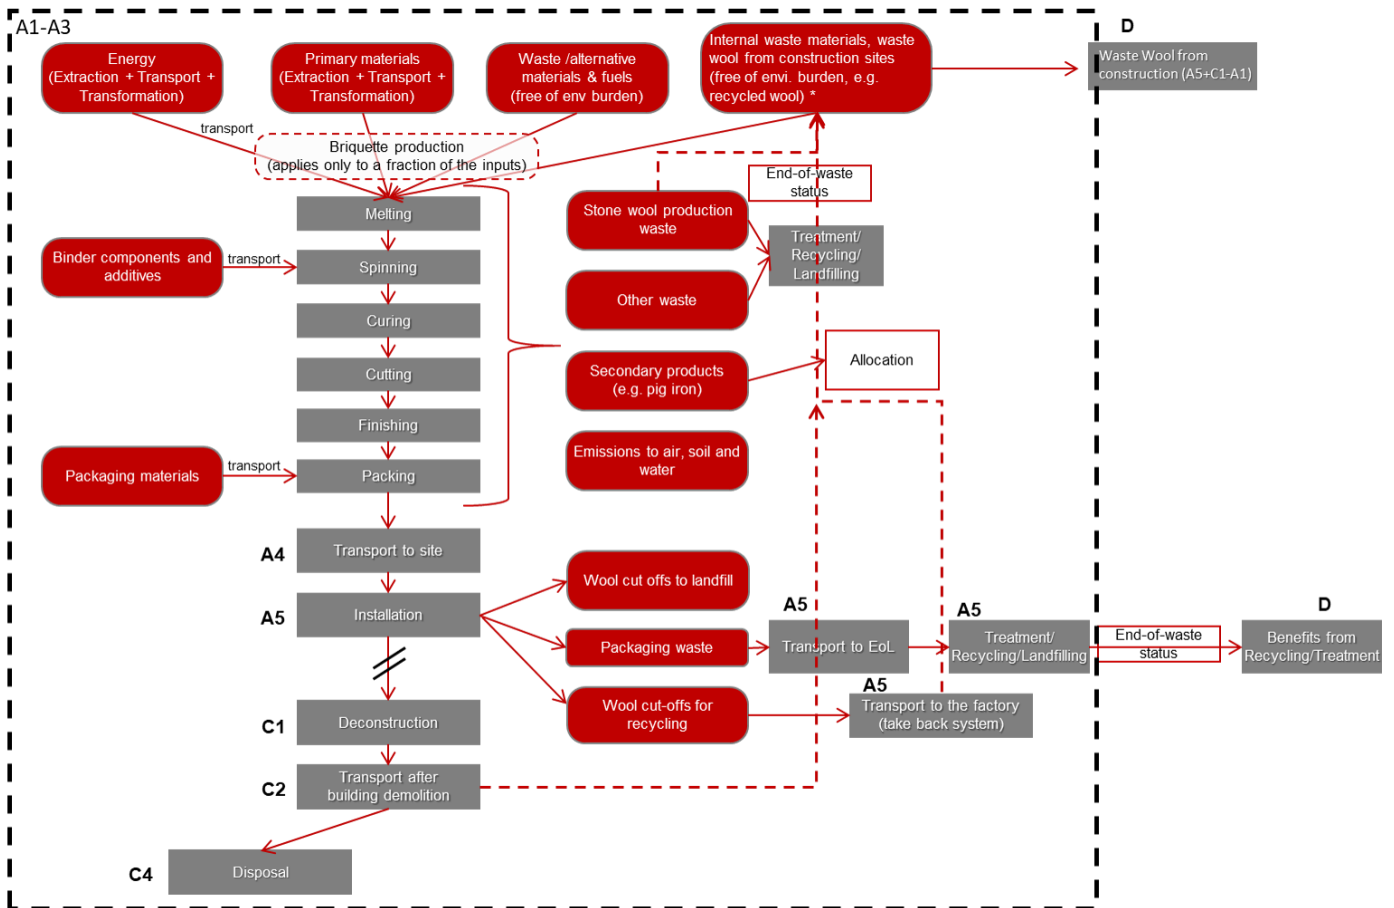 A1-A3
Energy
(Extraction + Transport +
Transformation)
Primary materials
(Extraction + Transport +
Transformation)
Waste /alternative
materials & fuels
(free of env burden)
Internal waste materials, waste
wool from construction sites
(free of envi. burden, e.g.
recycled wool) *
D
Waste Wool from
construction (A5+C1-A1)
transport
Briquette production
(applies only to a fraction of the inputs)
End-of-waste
status
Melting
Stone wool production
waste
Treatment/
Recycling/
Landfilling
Binder components and
additives
transport
Spinning
Other waste
Curing
Cutting
Secondary products
(e.g. pig iron)
Allocation
Finishing
Emissions to air, soil and
water
Packaging materials
transport
Packing
A4
Transport to site
Wool cut offs to landfill
A5
Installation
A5
A5
D
Packaging waste
Transport to EoL
Treatment/
Recycling/Landfilling
End-of-waste
status
Benefits from
Recycling/Treatment
A5
Wool cut-offs for
recycling
Transport to the factory
(take back system)
C1
Deconstruction
C2
Transport after
building demolition
C4
Disposal